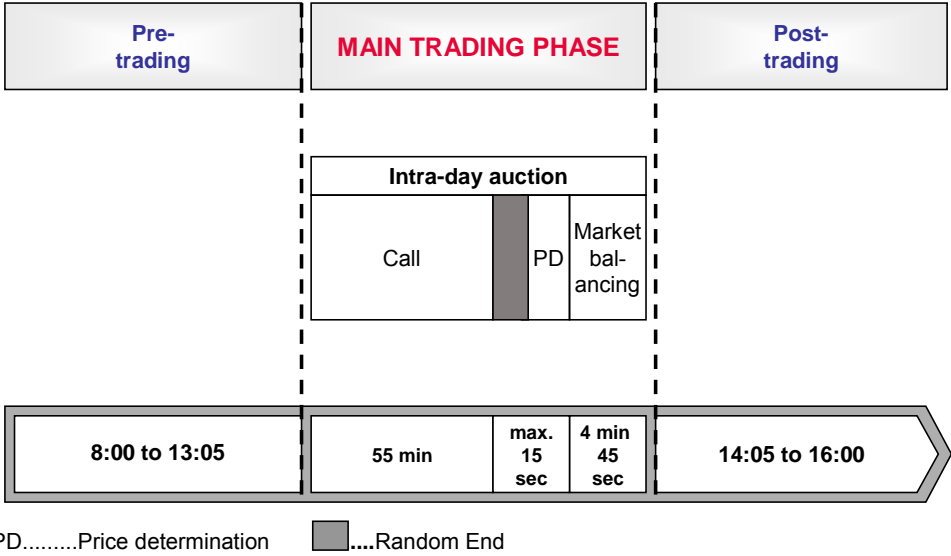 Pre-
trading
MAIN TRADING PHASE
Post-
trading
Intra-day auction
Call
PD
Market
bal-
ancing
8:00 to 13:05
55 min
max.
15
sec
4 min
45
sec
14:05 to 16:00
PD.........Price determination
....Random End